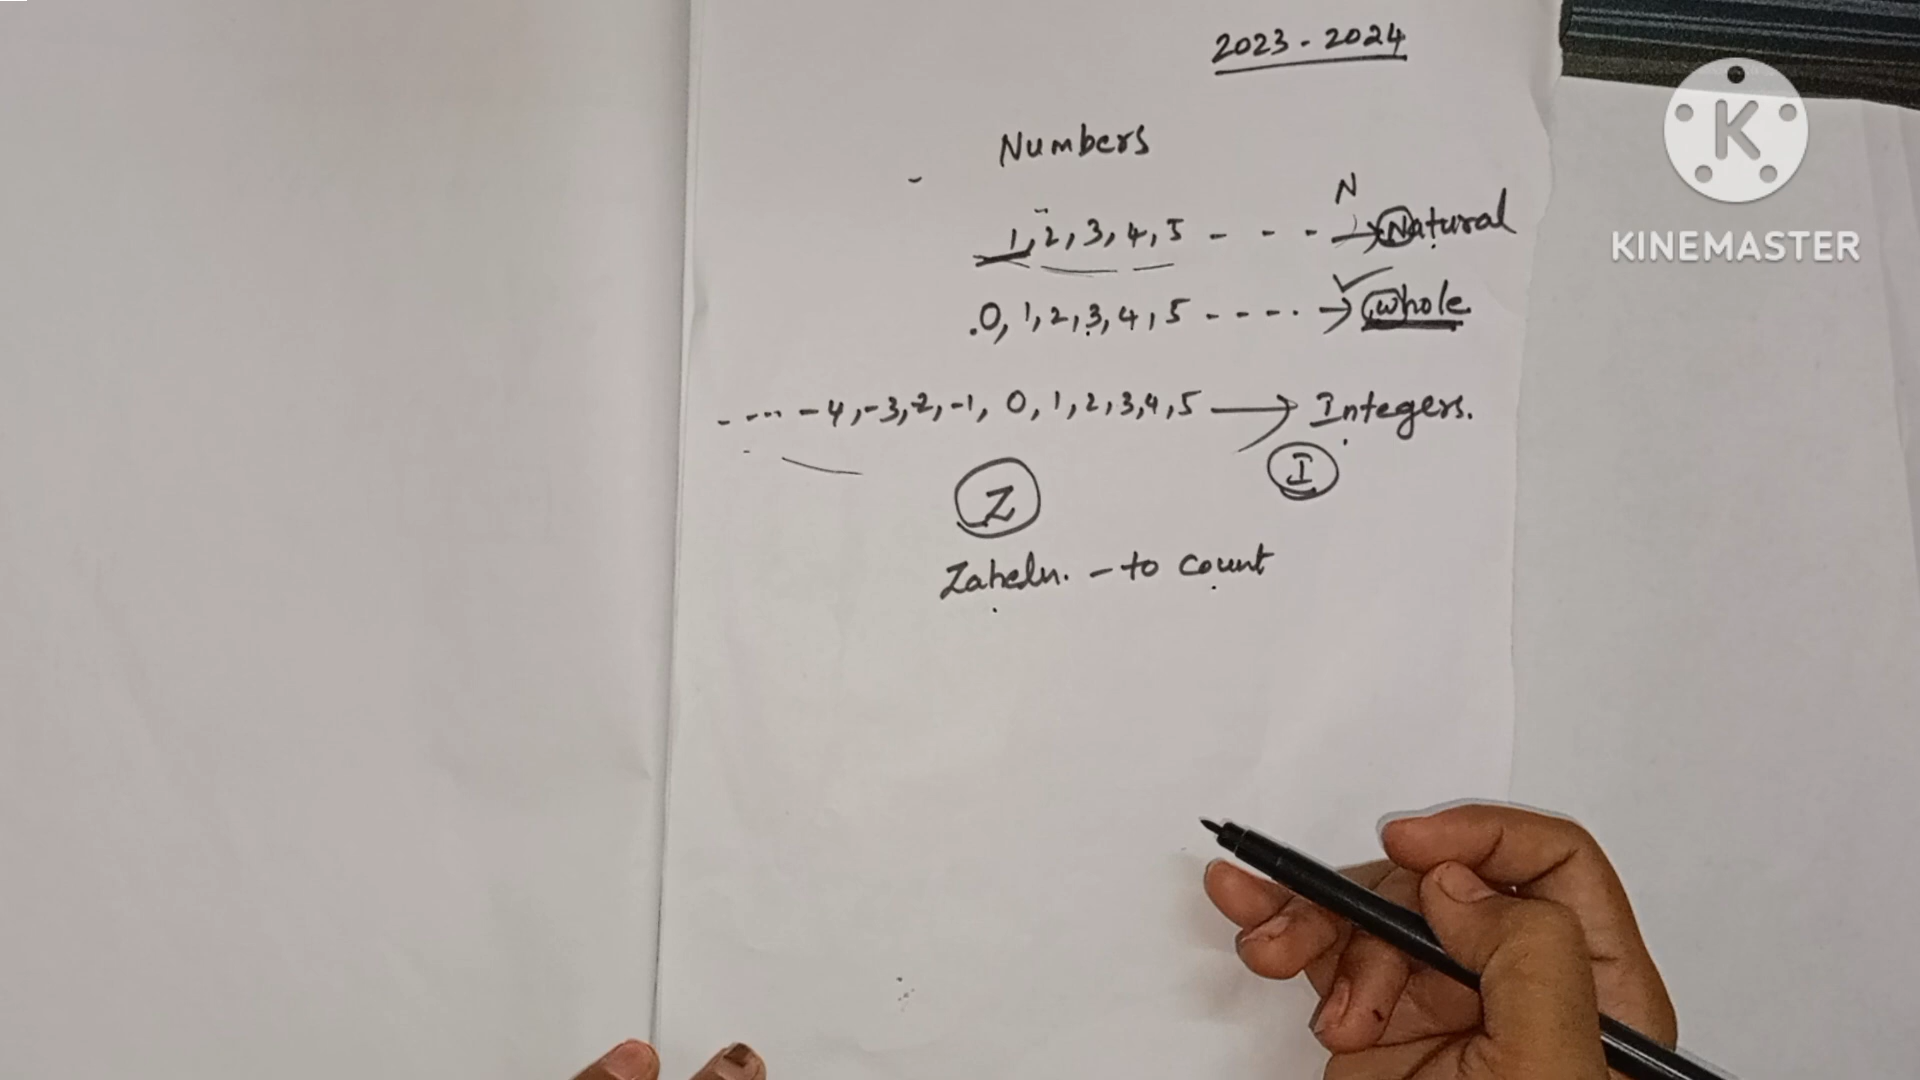 2023 - 2024
Numbers
N
1, 2, 3, 4, 5 - - - → Natural
0, 1, 2, 3, 4, 5 - - - - → whole
- --- -4, -3, -2, -1, 0, 1, 2, 3, 4, 5 → Integers.
I
Z
Zaheln. - to count
K
KINEMASTER